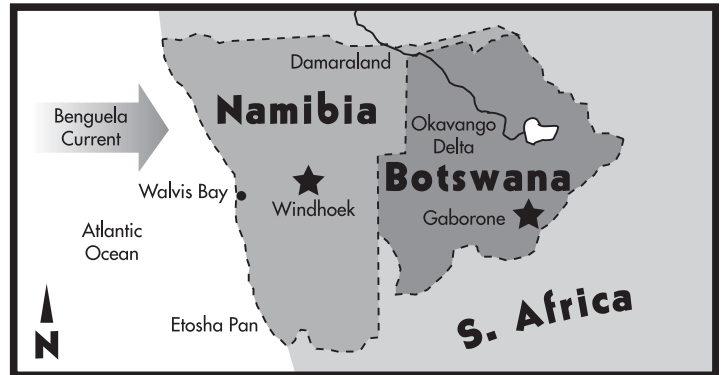 Damaraland
Namibia
Benguela
Current
Okavango
Delta
Botswana
Walvis Bay
Windhoek
Gaborone
Atlantic
Ocean
Etosha Pan
S. Africa
N